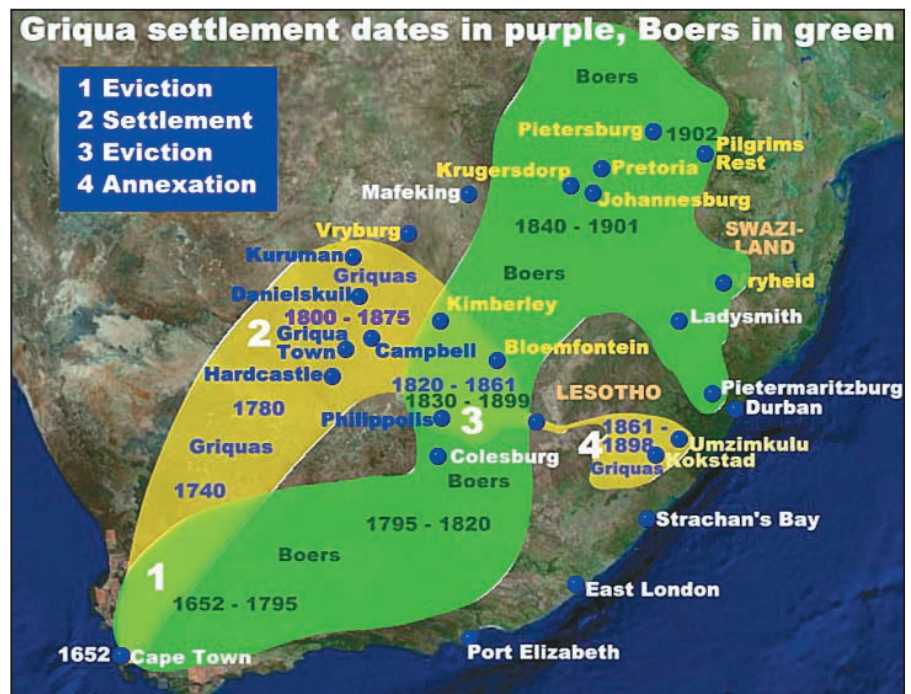 Griqua settlement dates in purple, Boers in green
1 Eviction
2 Settlement
3 Eviction
4 Annexation
Boers
Pietersburg
1902
Pilgrims
Rest
Krugersdorp
Pretoria
Mafeking
Johannesburg
1840 - 1901
SWAZI-
LAND
Vryburg
Kuruman
Griquas
Boers
ryheid
Danielskuil
1800 - 1875
Kimberley
Ladysmith
2
Griqua
Town
Campbell
Bloemfontein
Hardcastle
1820 - 1861
1830 - 1899
LESOTHO
Pietermaritzburg
Durban
1780
Philippolis
3
1861 -
1898
4
Umzimkulu
Kokstad
Griquas
Griquas
Colesburg
Boers
1740
1795 - 1820
Strachan's Bay
Boers
1
1652 - 1795
East London
1652
Cape Town
Port Elizabeth